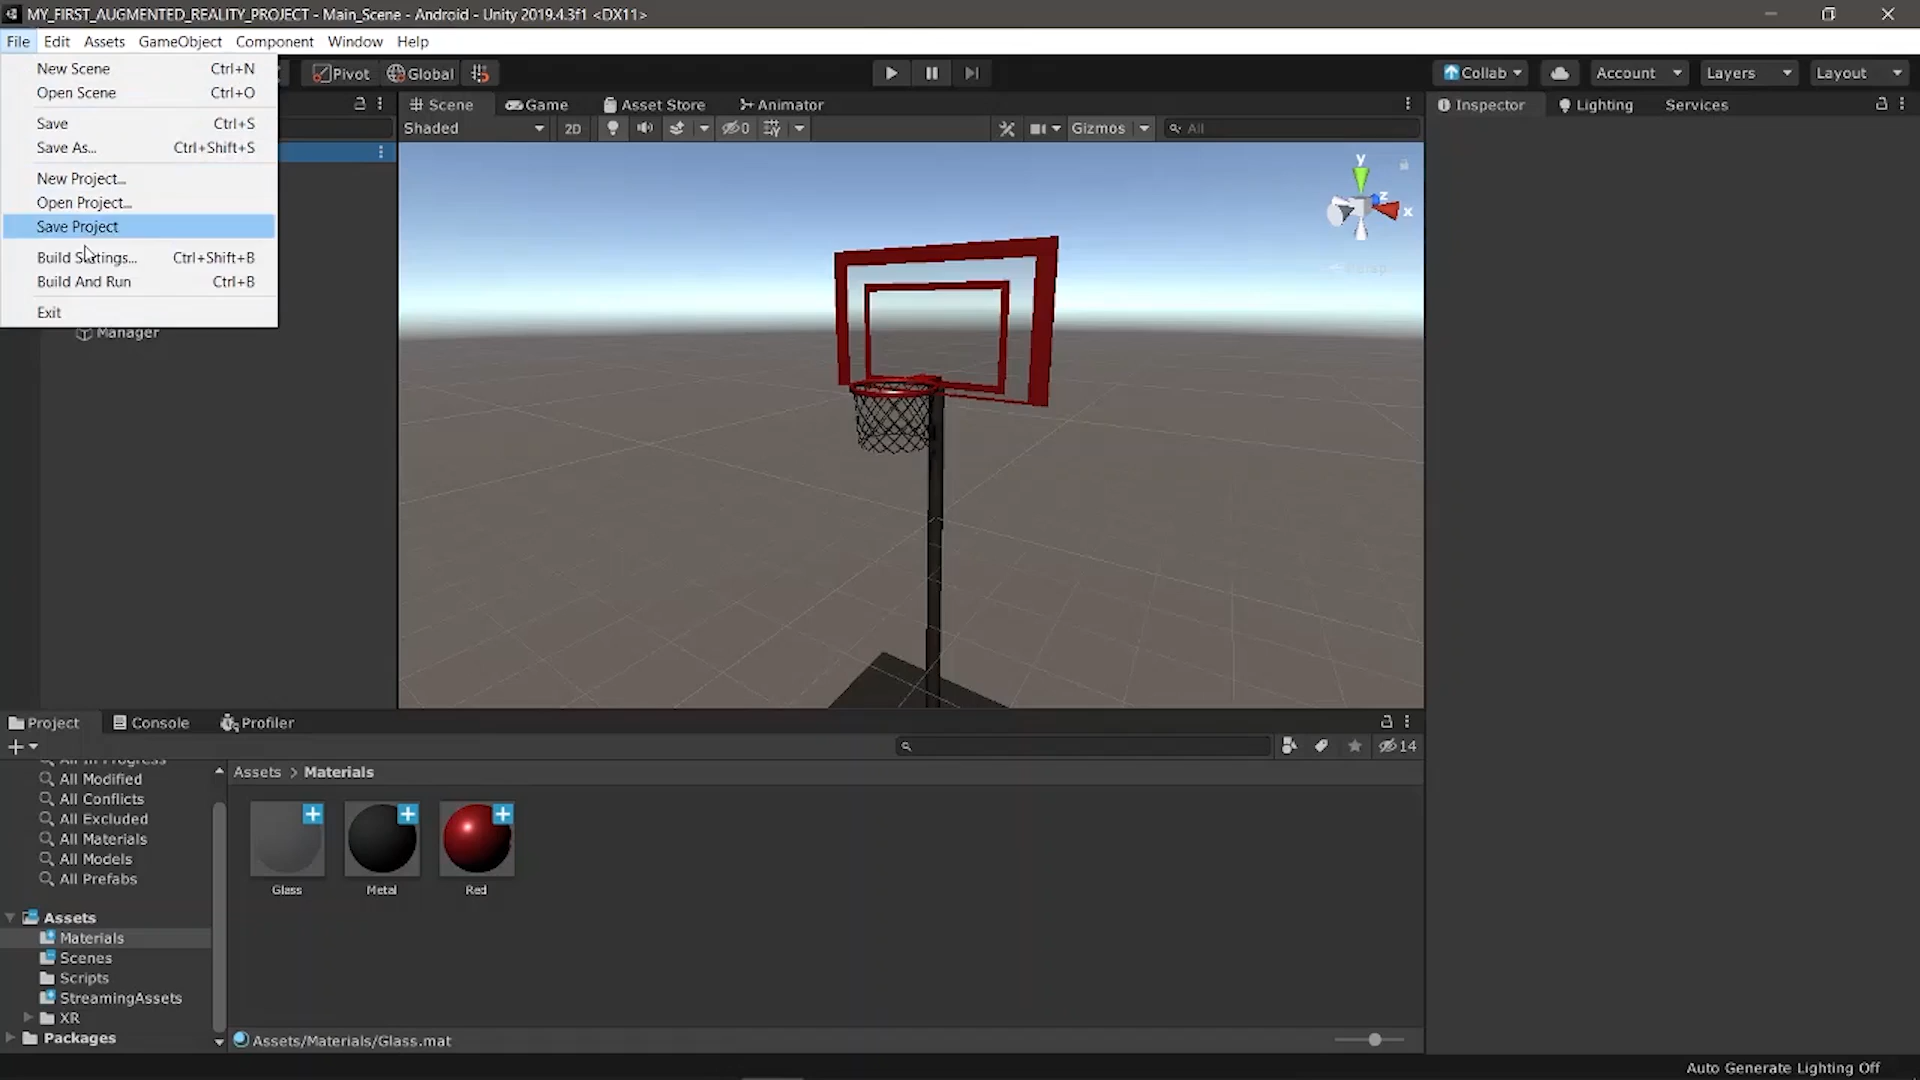 MY_FIRST_AUGMENTED_REALITY_PROJECT - Main_Scene - Android - Unity 2019.4.3f1 <DX11>
File Edit Assets GameObject Component Window Help
New Scene Ctrl+N
Open Scene Ctrl+O
Save Ctrl+S
Save As... Ctrl+Shift+S
New Project...
Open Project...
Save Project
Build Settings... Ctrl+Shift+B
Build And Run Ctrl+B
Exit
Manager
Pivot Global
Collab Account Layers Layout
Scene Game Asset Store Animator
Shaded 2D 0 Gizmos All
y
z
x
Persp
Inspector Lighting Services
Project Console Profiler
14
All In Progress
All Modified
All Conflicts
All Excluded
All Materials
All Models
All Prefabs
Assets
Materials
Scenes
Scripts
StreamingAssets
XR
Packages
Assets > Materials
Glass Metal Red
Assets/Materials/Glass.mat
Auto Generate Lighting Off